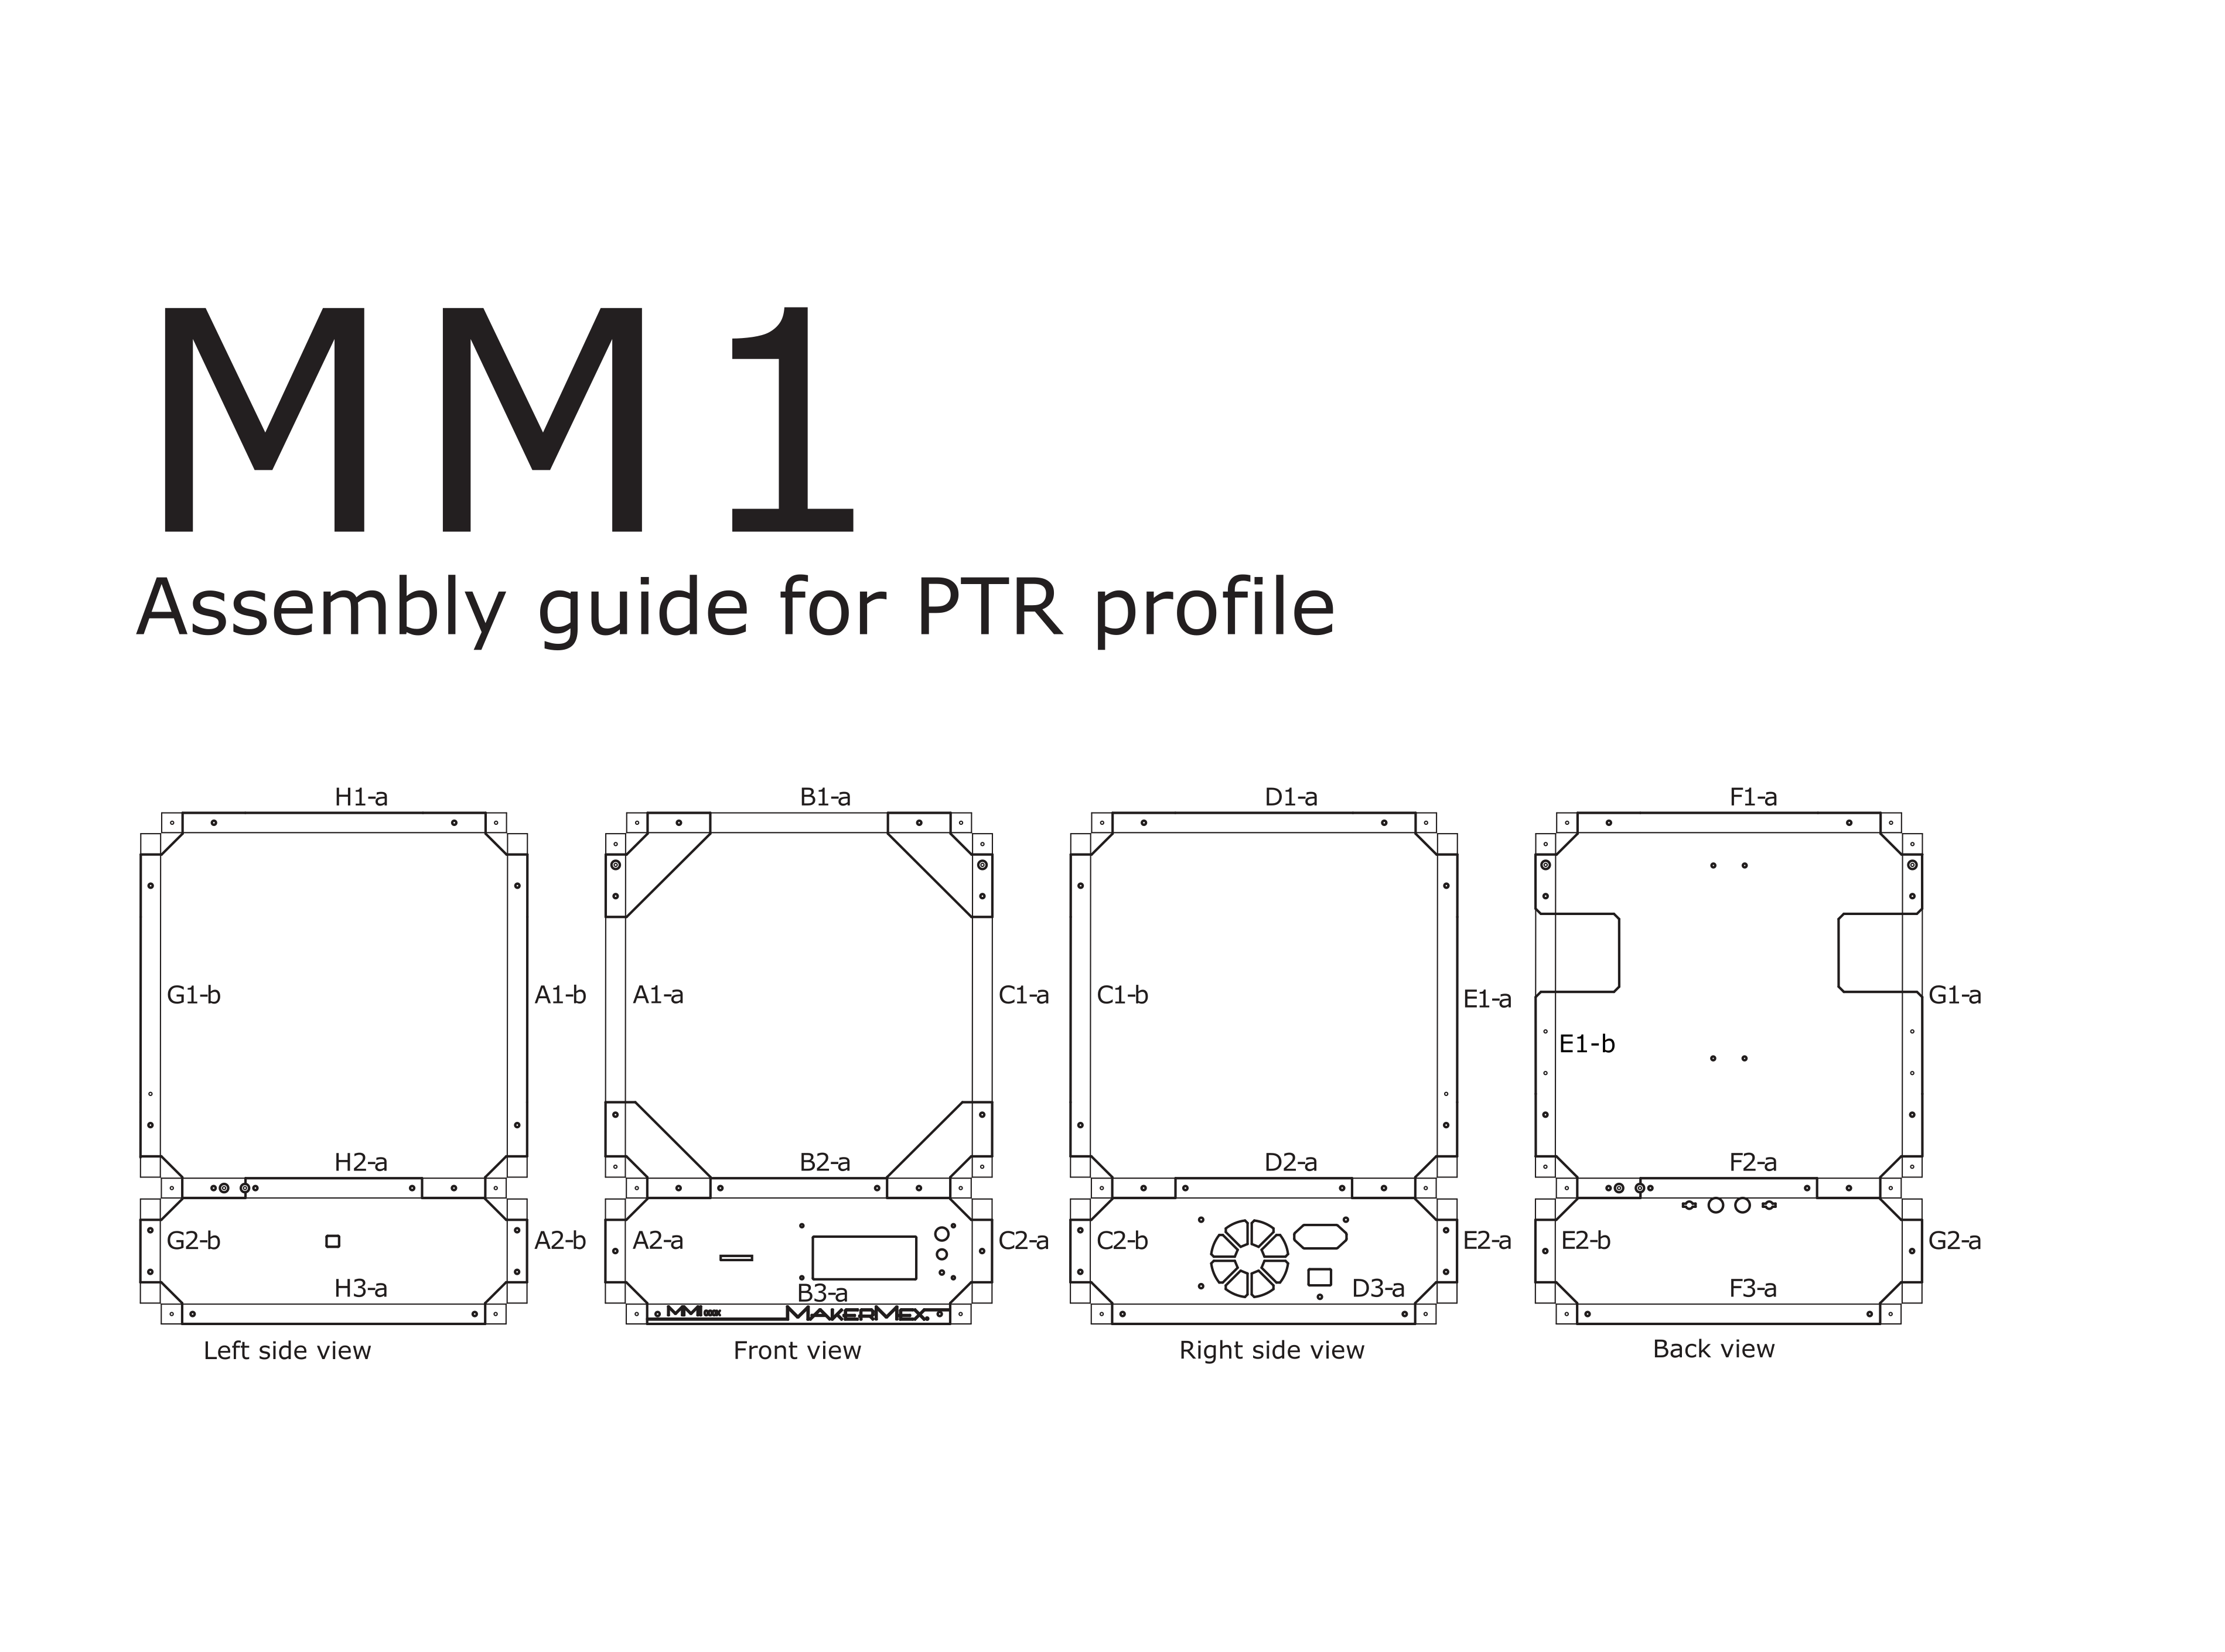 MM1
Assembly guide for PTR profile
H1-a
B1-a
D1-a
F1-a
G1-b
A1-b
A1-a
C1-a
C1-b
E1-a
E1-b
G1-a
H2-a
B2-a
D2-a
F2-a
G2-b
A2-b
A2-a
C2-a
C2-b
E2-a
E2-b
G2-a
H3-a
B3-a
D3-a
F3-a
MAKERMEX
Left side view
Front view
Right side view
Back view